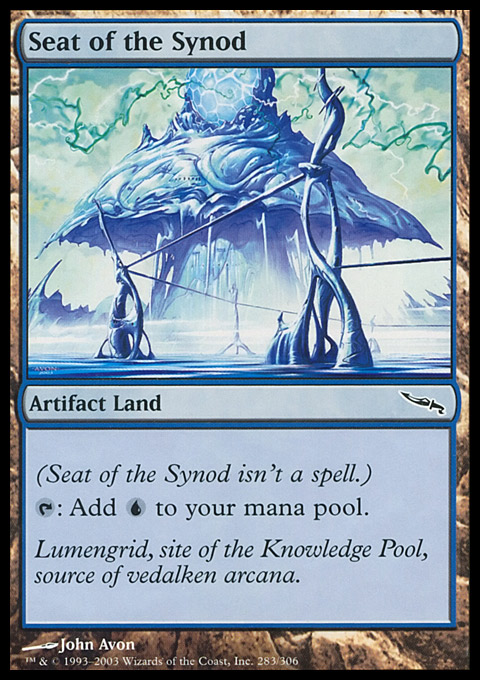 Seat of the Synod
Artifact Land
(Seat of the Synod isn't a spell.)
: Add to your mana pool.
Lumengrid, site of the Knowledge Pool,
source of vedalken arcana.
John Avon
™ & © 1993–2003 Wizards of the Coast, Inc. 283/306